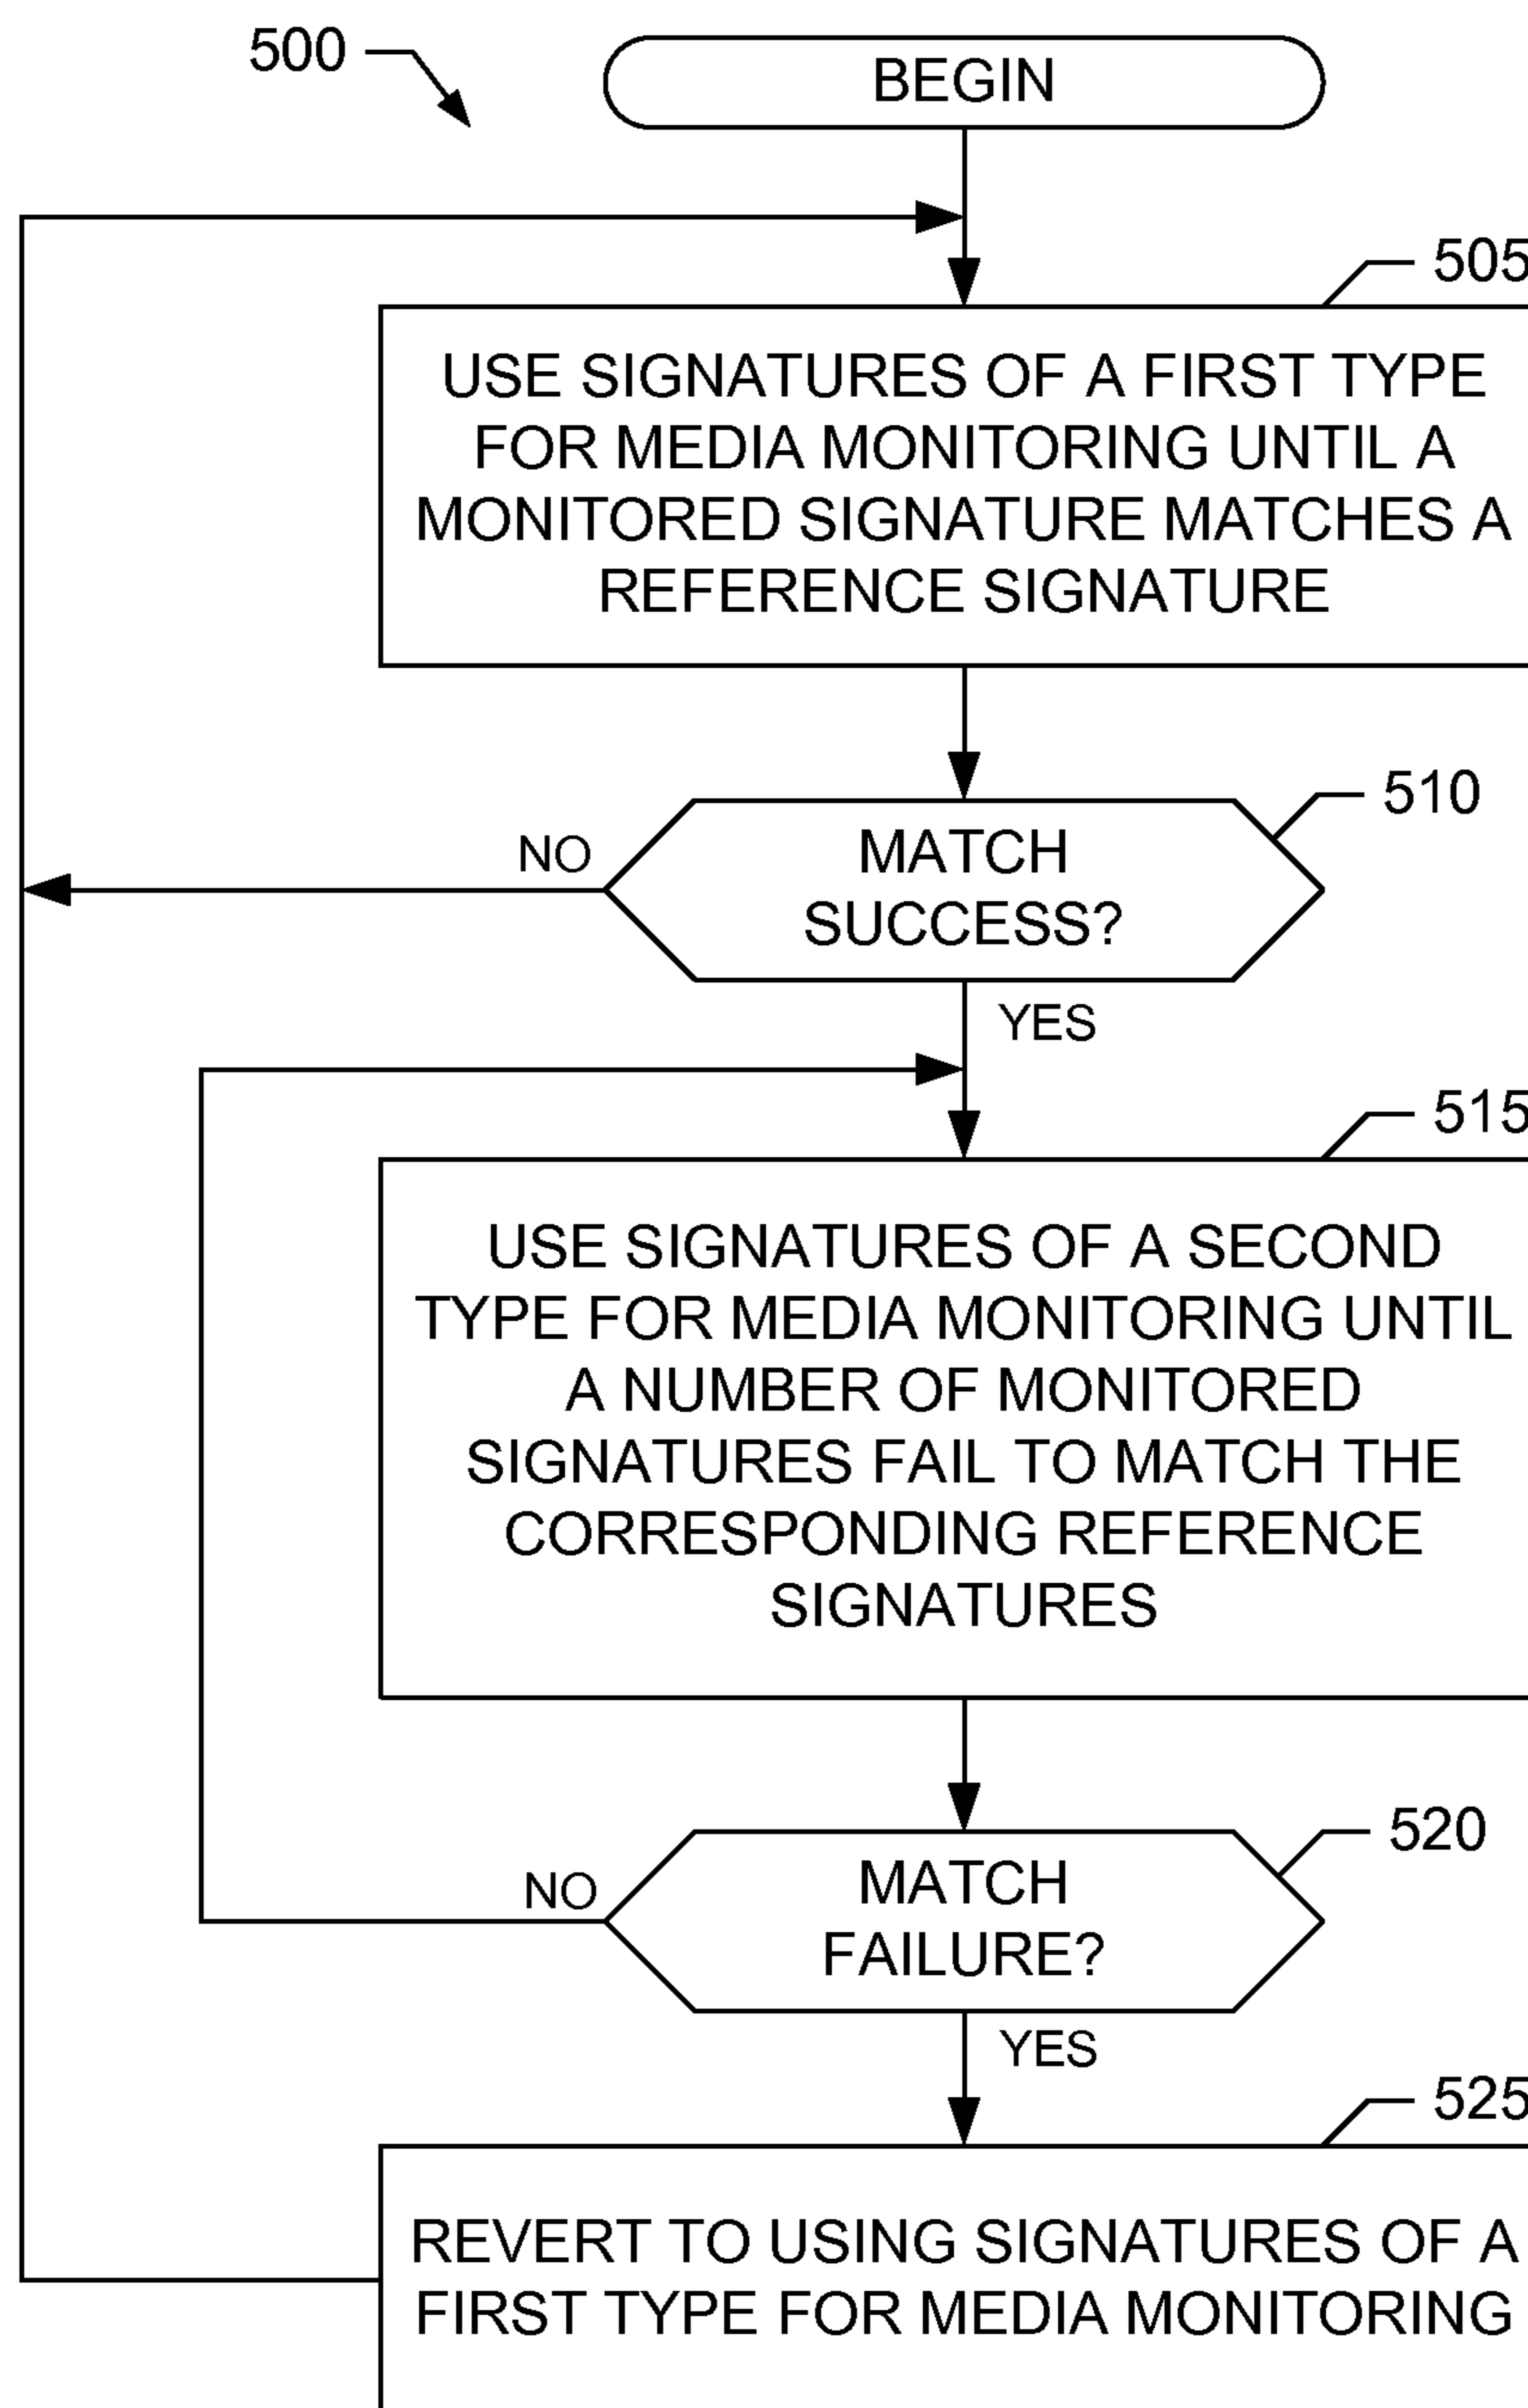 500
BEGIN
505
USE SIGNATURES OF A FIRST TYPE
FOR MEDIA MONITORING UNTIL A
MONITORED SIGNATURE MATCHES A
REFERENCE SIGNATURE
510
NO
MATCH
SUCCESS?
YES
515
USE SIGNATURES OF A SECOND
TYPE FOR MEDIA MONITORING UNTIL
A NUMBER OF MONITORED
SIGNATURES FAIL TO MATCH THE
CORRESPONDING REFERENCE
SIGNATURES
520
NO
MATCH
FAILURE?
YES
525
REVERT TO USING SIGNATURES OF A
FIRST TYPE FOR MEDIA MONITORING